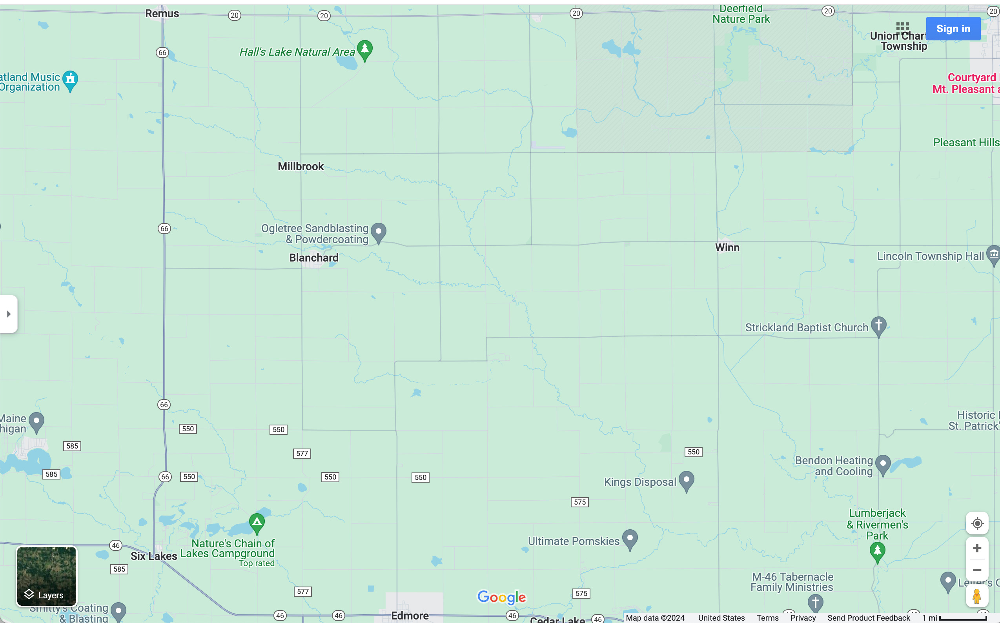 Remus
20
20
20
Deerfield
Nature Park
20
20
Sign in
Union Chart
Township
66
Hall's Lake Natural Area
atland Music
Organization
Courtyard
Mt. Pleasant a
Pleasant Hills
Millbrook
66
Ogletree Sandblasting
& Powdercoating
Blanchard
Winn
Lincoln Township Hall
Strickland Baptist Church
66
Maine
higan
550
550
585
577
550
Historic
St. Patrick'
585
66
550
550
550
Bendon Heating
and Cooling
Kings Disposal
575
Lumberjack
& Rivermen's
Park
46
Nature's Chain of
Lakes Campground
Top rated
Six Lakes
585
Ultimate Pomskies
Layers
577
Google
575
M-46 Tabernacle
Family Ministries
Smitty's Coating
& Blasting
46
46
Edmore
46
Cedar Lake
46
Map data ©2024
United States
Terms
Privacy
Send Product Feedback
1 mi